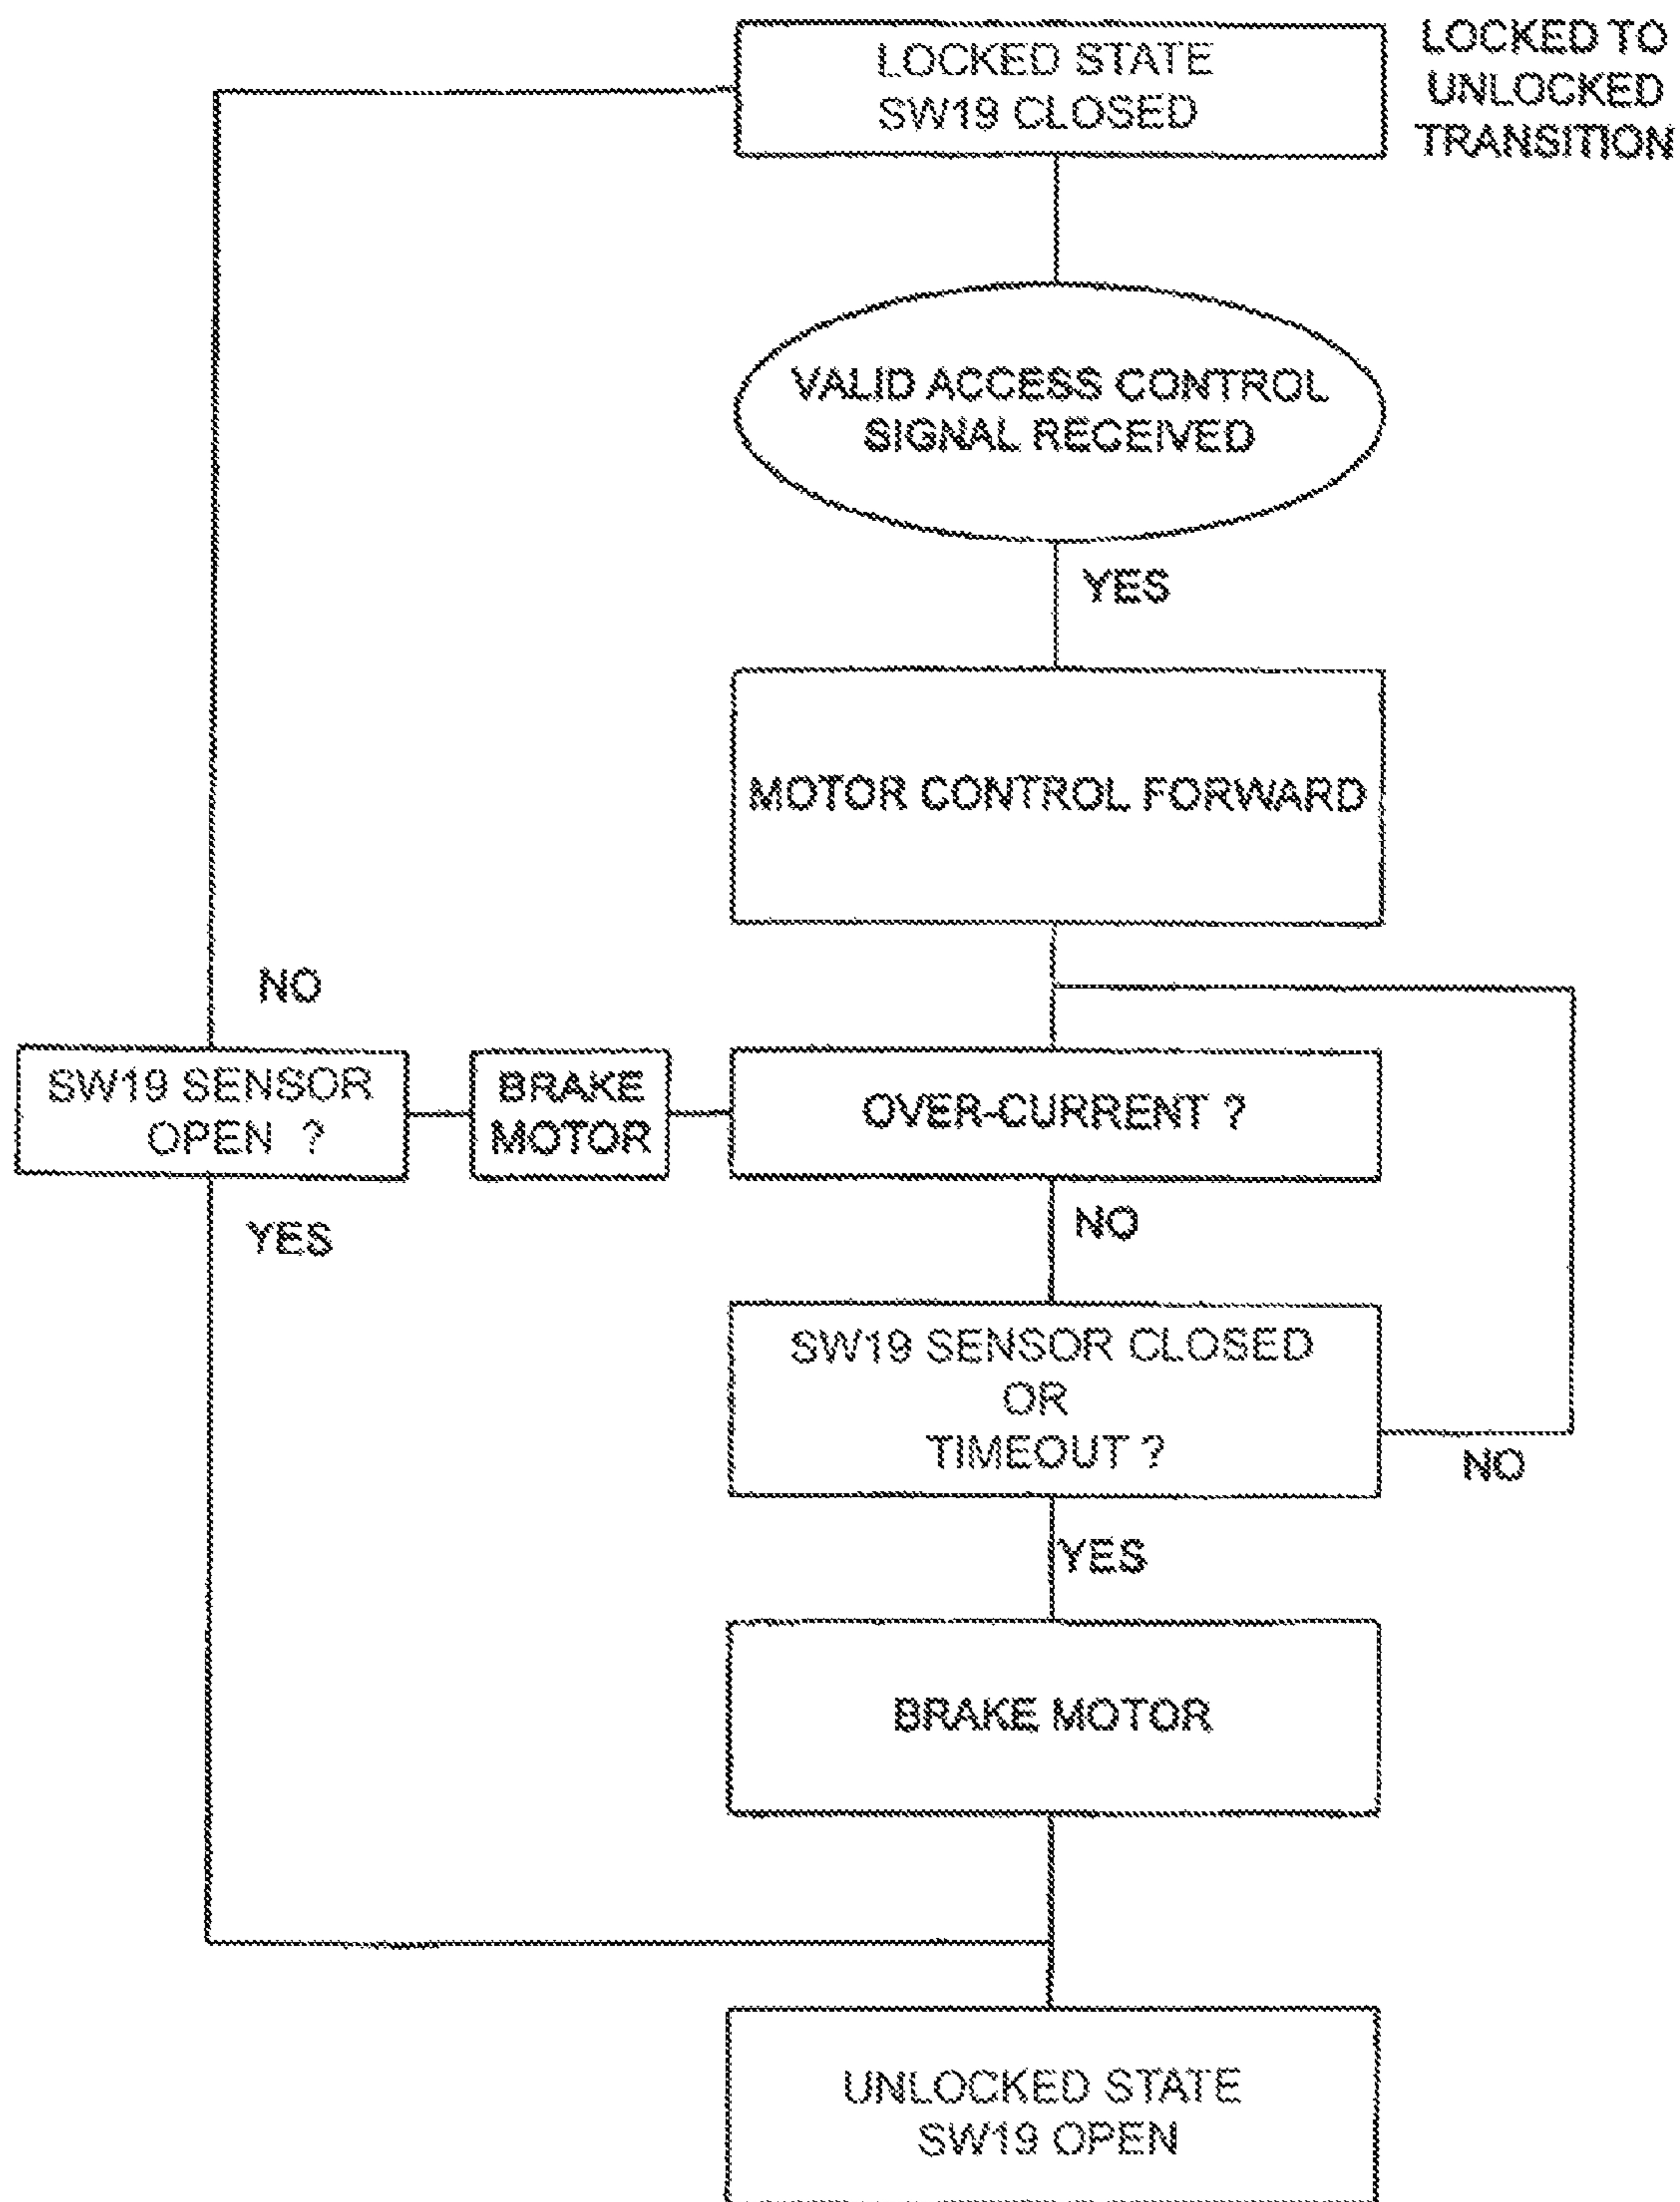 LOCKED STATE
SW19 CLOSED
LOCKED TO
UNLOCKED
TRANSITION
VALID ACCESS CONTROL
SIGNAL RECEIVED
YES
MOTOR CONTROL FORWARD
NO
SW19 SENSOR
OPEN ?
BRAKE
MOTOR
OVER-CURRENT ?
YES
NO
SW19 SENSOR CLOSED
OR
TIMEOUT ?
NO
YES
BRAKE MOTOR
UNLOCKED STATE
SW19 OPEN